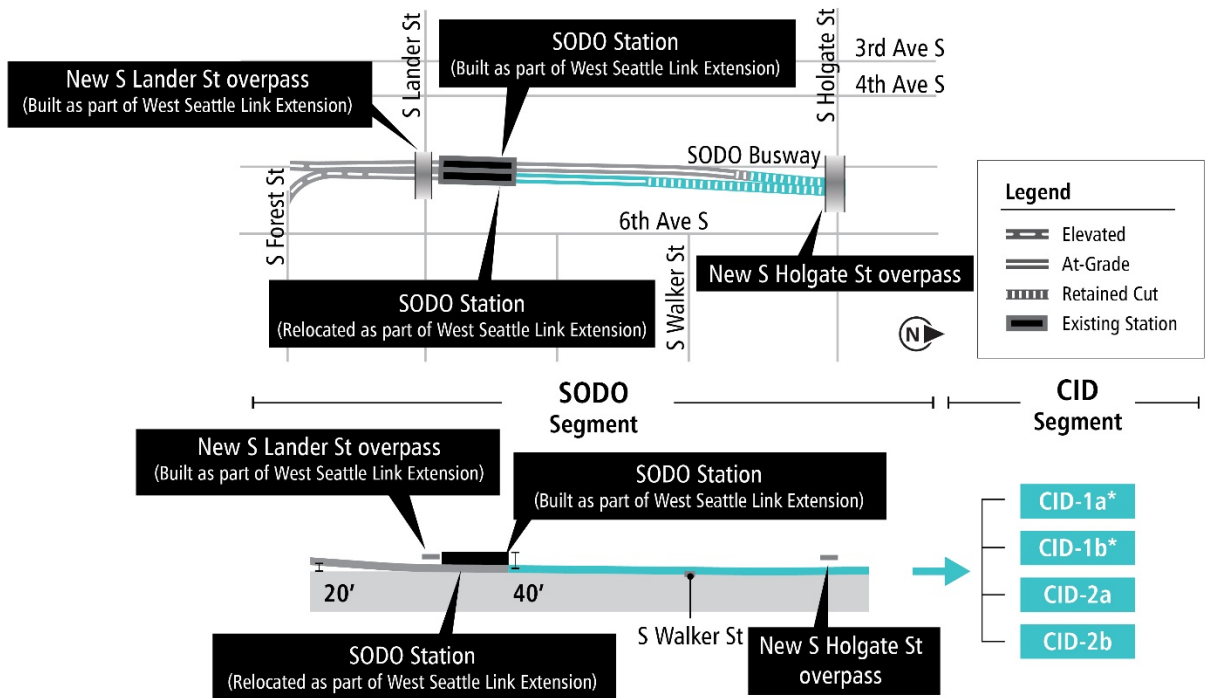 S Lander St
SODO Station
(Built as part of West Seattle Link Extension)
S Holgate St
3rd Ave S
4th Ave S
New S Lander St overpass
(Built as part of West Seattle Link Extension)
SODO Busway
S Forest St
6th Ave S
S Walker St
New S Holgate St overpass
SODO Station
(Relocated as part of West Seattle Link Extension)
N
Legend
Elevated
At-Grade
Retained Cut
Existing Station
SODO
Segment
CID
Segment
New S Lander St overpass
(Built as part of West Seattle Link Extension)
SODO Station
(Built as part of West Seattle Link Extension)
20’
40’
S Walker St
New S Holgate St
overpass
SODO Station
(Relocated as part of West Seattle Link Extension)
CID-1a*
CID-1b*
CID-2a
CID-2b